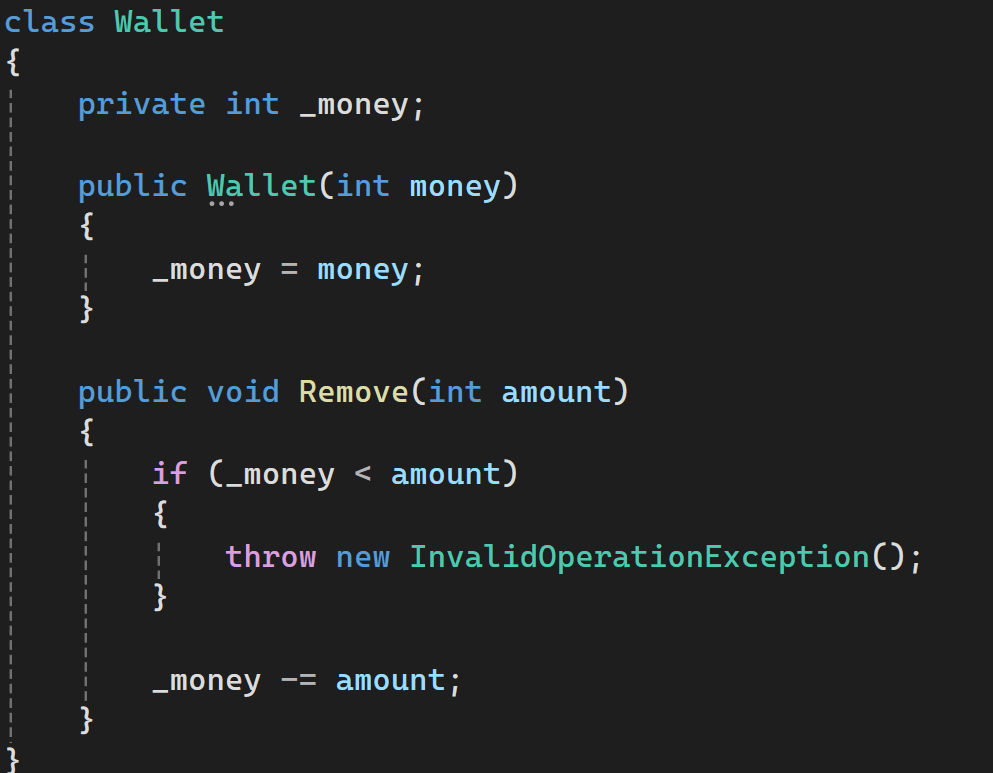 class Wallet
{
    private int _money;

    public Wallet(int money)
    {
        _money = money;
    }

    public void Remove(int amount)
    {
        if (_money < amount)
        {
            throw new InvalidOperationException();
        }

        _money -= amount;
    }
}